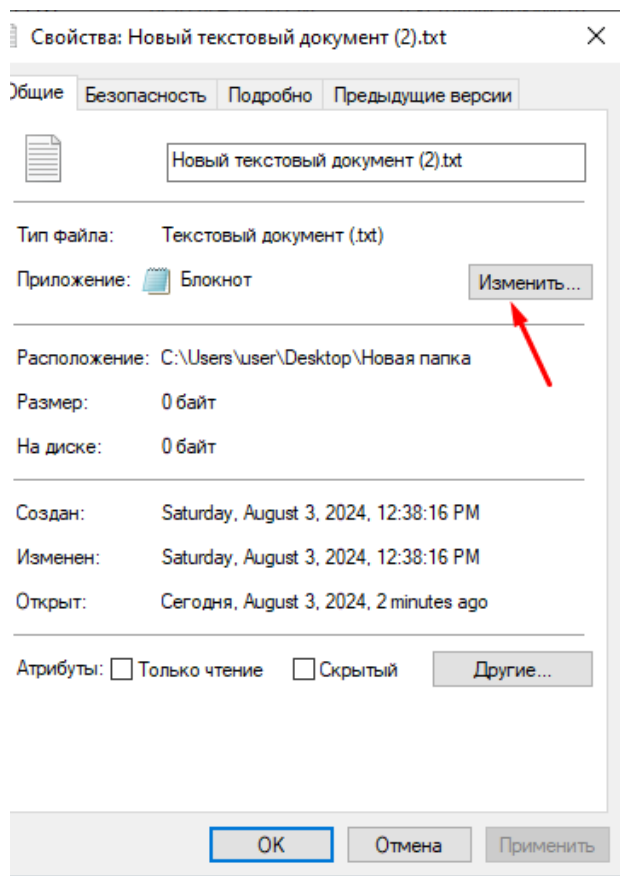 Свойства: Новый текстовый документ (2).txt
Общие Безопасность Подробно Предыдущие версии
Новый текстовый документ (2).txt
Тип файла: Текстовый документ (.txt)
Приложение: Блокнот Изменить...
Расположение: C:\Users\user\Desktop\Новая папка
Размер: 0 байт
На диске: 0 байт
Создан: Saturday, August 3, 2024, 12:38:16 PM
Изменен: Saturday, August 3, 2024, 12:38:16 PM
Открыт: Сегодня, August 3, 2024, 2 minutes ago
Атрибуты: Только чтение Скрытый Другие...
OK Отмена Применить